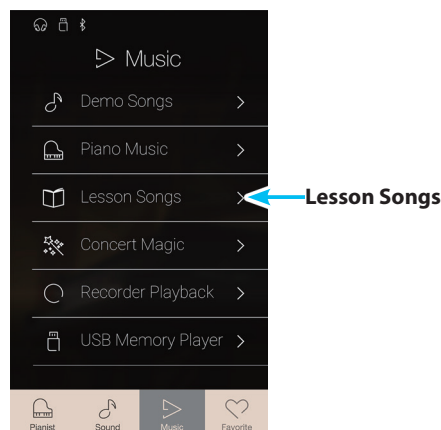 Music
Demo Songs
Piano Music
Lesson Songs
Lesson Songs
Concert Magic
Recorder Playback
USB Memory Player
Pianist
Sound
Music
Favorite